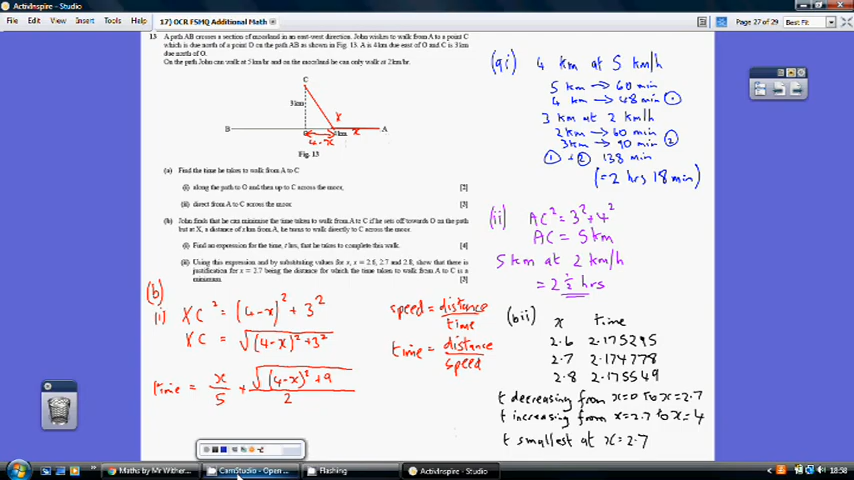 ActivInspire - Studio
File Edit View Insert Tools Help
17) OCR FSMQ Additional Math
Page 27 of 29
Best Fit
13 A path AB crosses a section of moorland in an east-west direction. John wishes to walk from A to a point C
which is due north of a point O on the path AB as shown in Fig. 13. A is 4 km due east of O and C is 3 km
due north of O.
On the path John can walk at 5 km/hr and on the moorland he can only walk at 2 km/hr.
C
3 km
X
B
x
A
4-x
Fig. 13
(a) Find the time he takes to walk from A to C
(i) along the path to O and then up to C across the moor, [2]
(ii) direct from A to C across the moor. [3]
(b) John finds that he can minimise the time taken to walk from A to C if he sets off towards O on the path
but at X, a distance of x km from A, he turns to walk directly to C across the moor.
(i) Find an expression for the time, t hrs, that he takes to complete this walk. [4]
(ii) Using this expression and by substituting values for x, x = 2.6, 2.7 and 2.8, show that there is
justification for x = 2.7 being the distance for which the time taken to walk from A to C is a
minimum. [3]
(ai) 4 km at 5 km/h
5 km → 60 min
4 km → 48 min ①
3 km at 2 km/h
2km → 60 min
3km → 90 min ②
① + ② 138 min
(= 2 hrs 18 min)
(ii) AC² = 3² + 4²
AC = 5 km
5 km at 2 km/h
= 2 ½ hrs
(b)
(i) XC² = (4-x)² + 3²
XC = √(4-x)² + 3²
time = x/5 + √(4-x)² + 9/2
speed = distance/time
time = distance/speed
(bii) x time
2.6 2.175295
2.7 2.174778
2.8 2.175549
t decreasing from x=0 to x=2.7
t increasing from x=2.7 to x=4
t smallest at x=2.7
Maths by Mr Wither...
CamStudio - Open ...
Flashing
ActivInspire - Studio
18:58